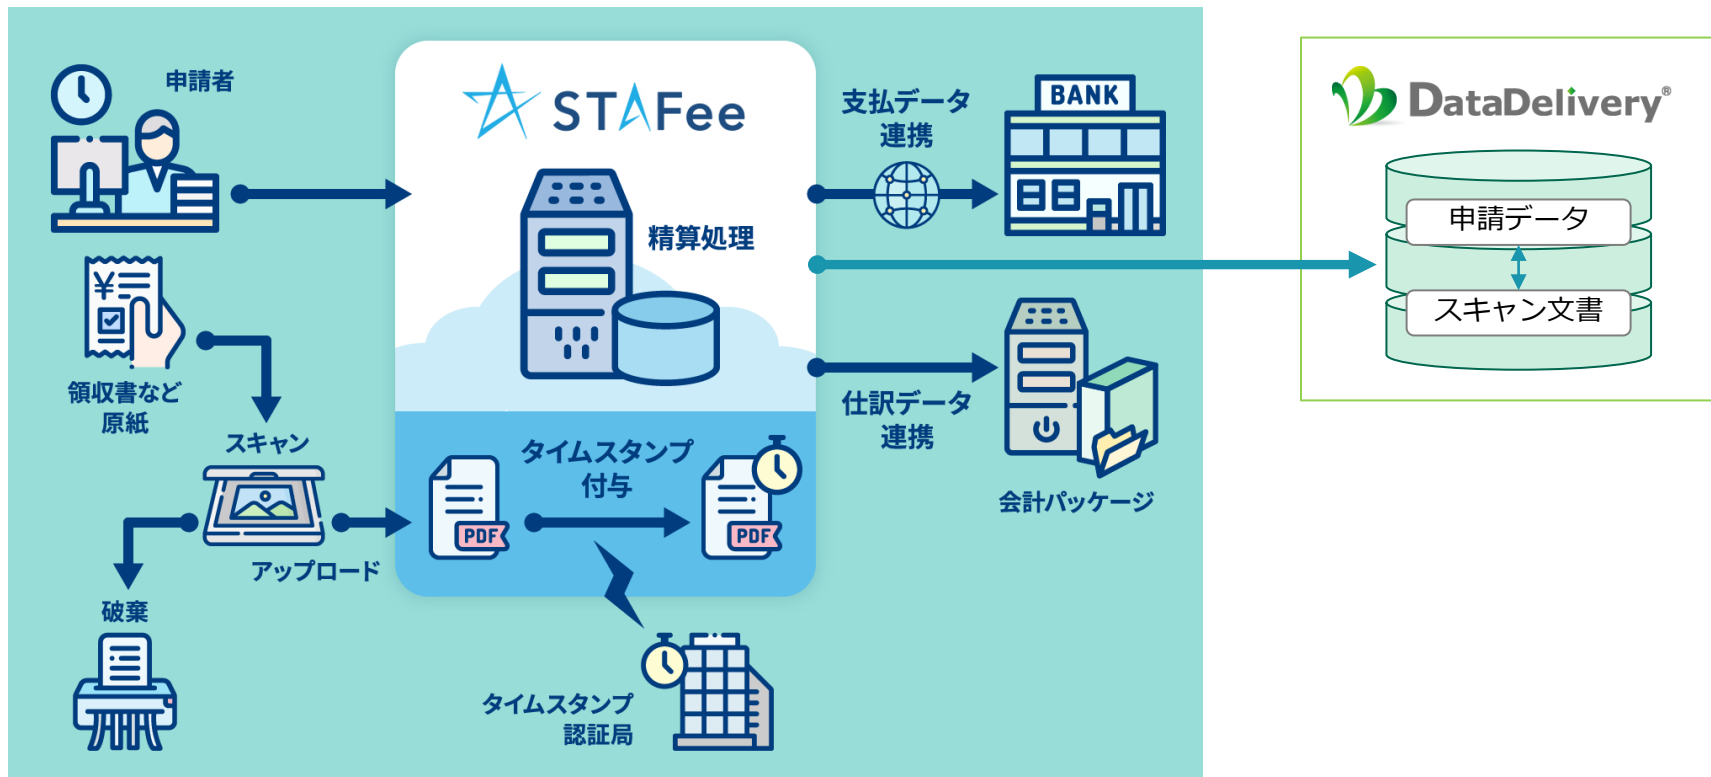 申請者
STAFee
精算処理
支払データ
連携
BANK
DataDelivery®
申請データ
スキャン文書
¥
領収書など
原紙
スキャン
アップロード
破棄
タイムスタンプ
付与
PDF
PDF
仕訳データ
連携
会計パッケージ
タイムスタンプ
認証局